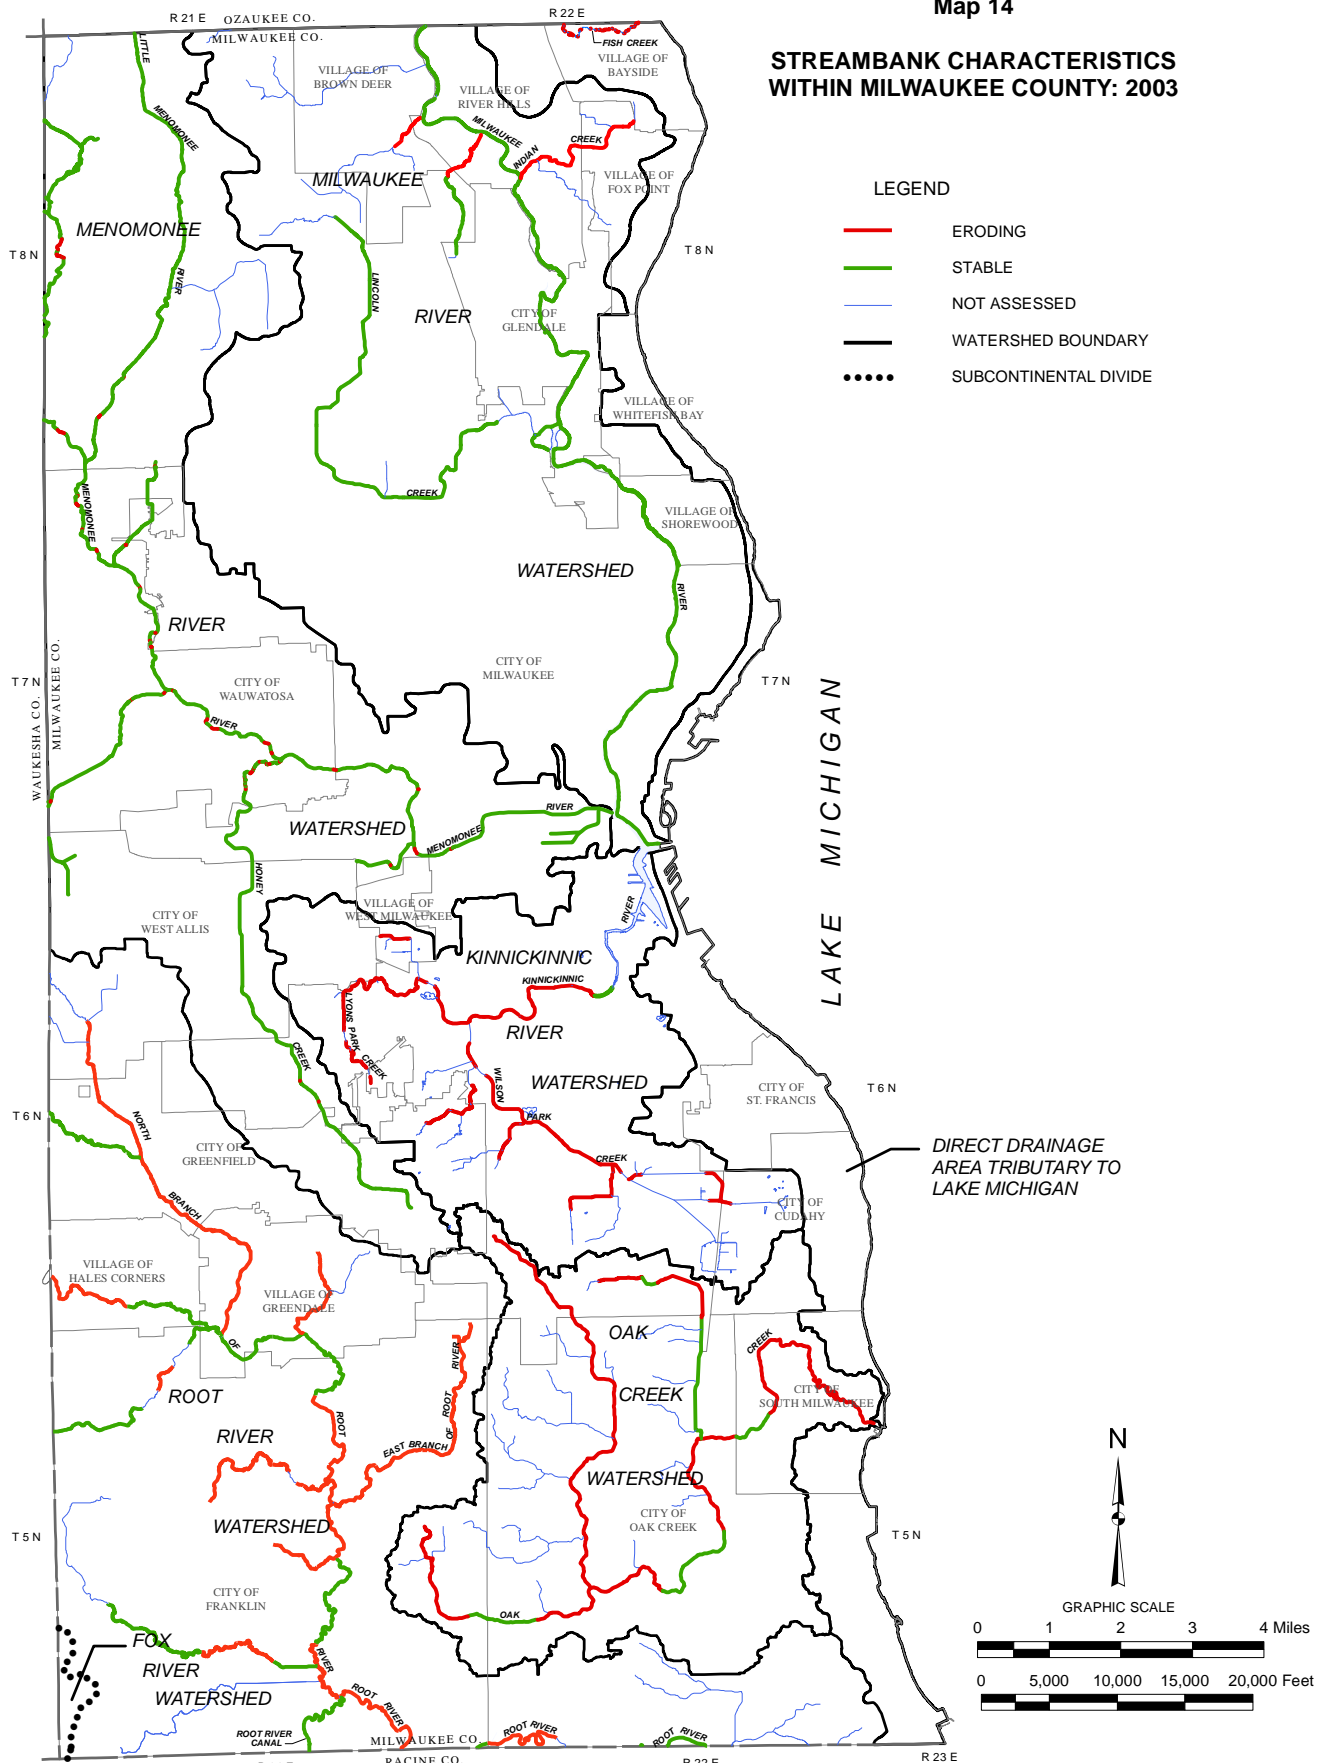 Map 14
STREAMBANK CHARACTERISTICS
WITHIN MILWAUKEE COUNTY: 2003
LEGEND
ERODING
STABLE
NOT ASSESSED
WATERSHED BOUNDARY
SUBCONTINENTAL DIVIDE
R 21 E
OZAUKEE CO.
MILWAUKEE CO.
R 22 E
FISH CREEK
VILLAGE OF
BAYSIDE
LITTLE
MENOMONEE
RIVER
VILLAGE OF
BROWN DEER
VILLAGE OF
RIVER HILLS
MILWAUKEE
INDIAN
CREEK
MILWAUKEE
VILLAGE OF
FOX POINT
MENOMONEE
T 8 N
T 8 N
LINCOLN
RIVER
CITY OF
GLENDALE
VILLAGE OF
WHITEFISH BAY
CREEK
MENOMONEE
VILLAGE OF
SHOREWOOD
WATERSHED
RIVER
RIVER
WAUKESHA CO.
MILWAUKEE CO.
T 7 N
CITY OF
WAUWATOSA
CITY OF
MILWAUKEE
T 7 N
RIVER
LAKE MICHIGAN
WATERSHED
MENOMONEE
RIVER
HONEY
CREEK
CITY OF
WEST ALLIS
VILLAGE OF
WEST MILWAUKEE
RIVER
KINNICKINNIC
KINNICKINNIC
LYONS PARK
CREEK
RIVER
WATERSHED
WILSON
PARK
CREEK
CITY OF
ST. FRANCIS
T 6 N
T 6 N
NORTH
BRANCH
OF
CITY OF
GREENFIELD
DIRECT DRAINAGE
AREA TRIBUTARY TO
LAKE MICHIGAN
CITY OF
CUDAHY
VILLAGE OF
HALES CORNERS
VILLAGE OF
GREENDALE
OAK
CREEK
WATERSHED
CREEK
CITY OF
SOUTH MILWAUKEE
ROOT
RIVER
WATERSHED
ROOT
EAST BRANCH
OF
ROOT
RIVER
CITY OF
OAK CREEK
T 5 N
T 5 N
CITY OF
FRANKLIN
OAK
FOX
RIVER
WATERSHED
RIVER
ROOT
RIVER
ROOT RIVER
CANAL
ROOT RIVER
ROOT RIVER
MILWAUKEE CO.
RACINE CO.
R 22 E
R 23 E
N
GRAPHIC SCALE
0 1 2 3 4 Miles
0 5,000 10,000 15,000 20,000 Feet